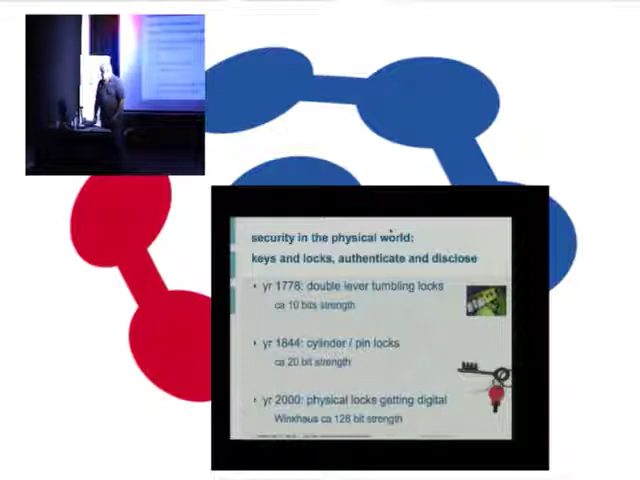 security in the physical world:
keys and locks, authenticate and disclose
• yr 1778: double lever tumbling locks
ca 10 bits strength
• yr 1844: cylinder / pin locks
ca 20 bit strength
• yr 2000: physical locks getting digital
Winkhaus ca 128 bit strength